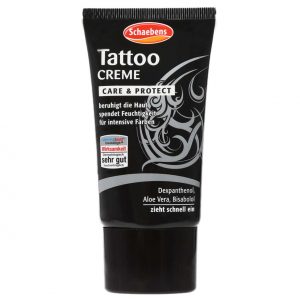 Schaebens
Tattoo
CREME
CARE & PROTECT
beruhigt die Haut
spendet Feuchtigkeit
für intensive Farben
Wirksamkeit
sehr gut
Dexpanthenol,
Aloe Vera, Bisabolol
zieht schnell ein